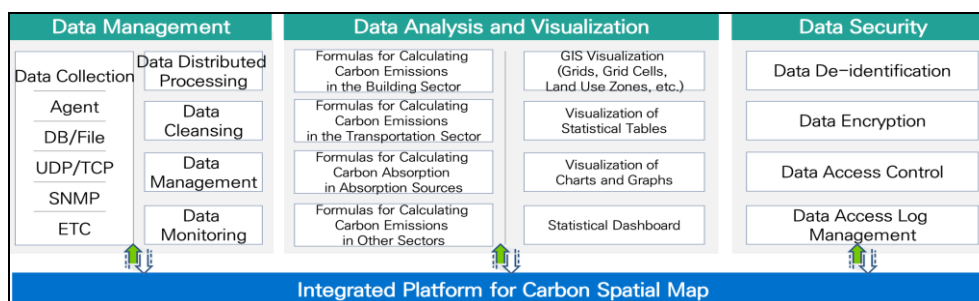 Data Management
Data Collection
Agent
DB/File
UDP/TCP
SNMP
ETC
Data Distributed
Processing
Data
Cleansing
Data
Management
Data
Monitoring
Data Analysis and Visualization
Formulas for Calculating
Carbon Emissions
in the Building Sector
Formulas for Calculating
Carbon Emissions
in the Transportation Sector
Formulas for Calculating
Carbon Absorption
in Absorption Sources
Formulas for Calculating
Carbon Emissions
in Other Sectors
GIS Visualization
(Grids, Grid Cells,
Land Use Zones, etc.)
Visualization of
Statistical Tables
Visualization of
Charts and Graphs
Statistical Dashboard
Data Security
Data De-identification
Data Encryption
Data Access Control
Data Access Log
Management
Integrated Platform for Carbon Spatial Map